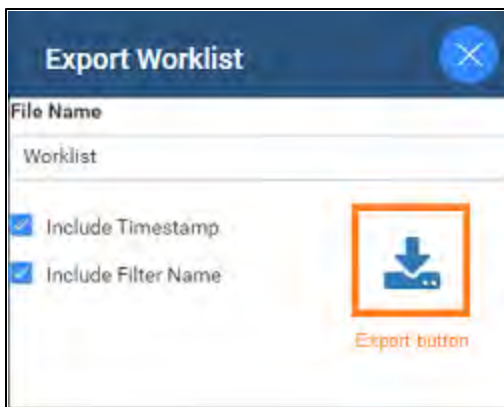 Export Worklist
File Name
Worklist
Include Timestamp
Include Filter Name
Export button